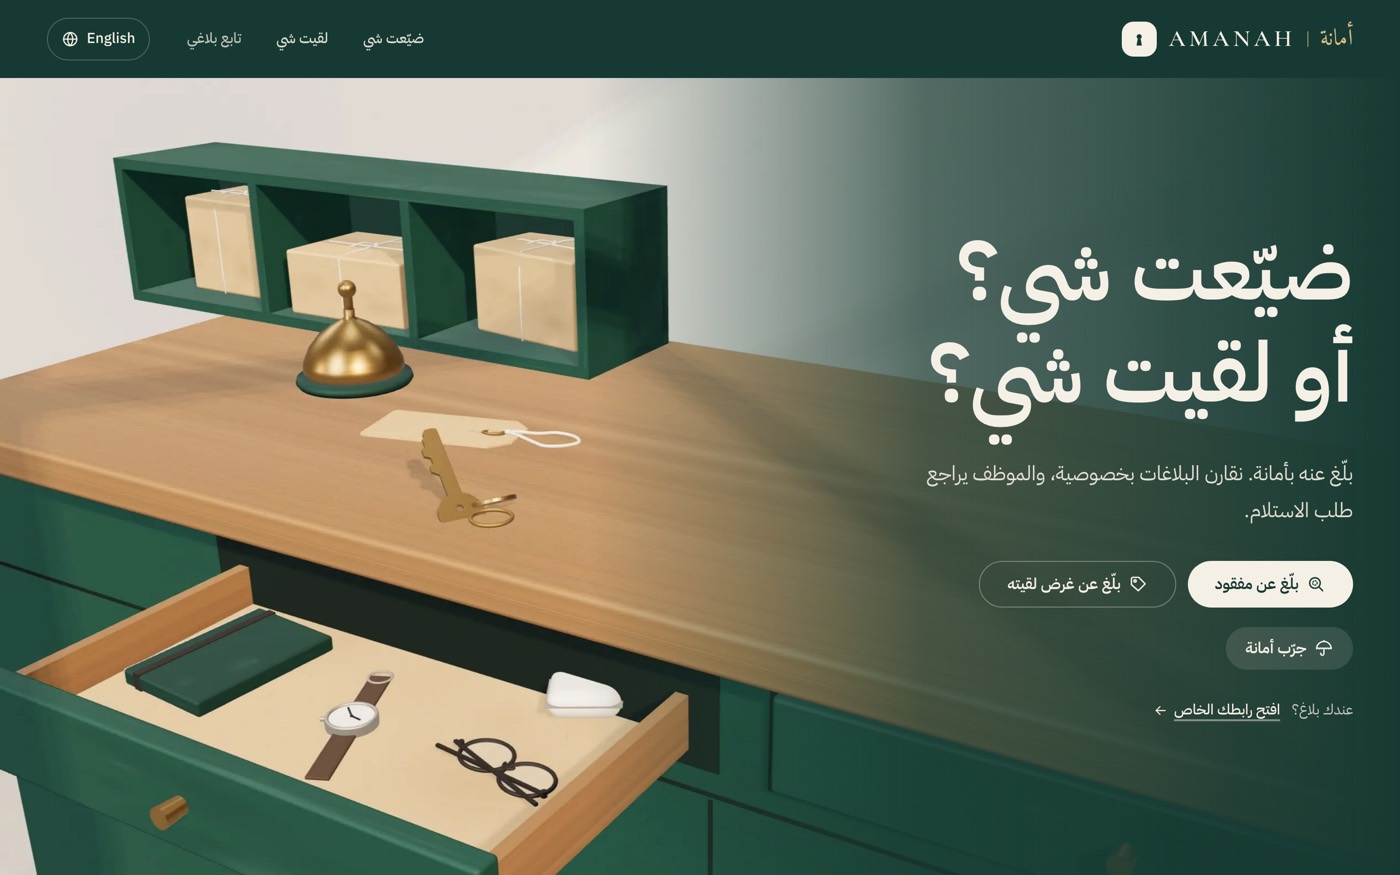 أمانة | AMANAH
ضيّعت شي
لقيت شي
تابع بلاغي
English
ضيّعت شي؟
أو لقيت شي؟
بلّغ عنه بأمانة. نقارن البلاغات بخصوصية، والموظف يراجع
طلب الاستلام.
بلّغ عن مفقود
بلّغ عن غرض لقيته
جرّب أمانة
عندك بلاغ؟ افتح رابطك الخاص ←